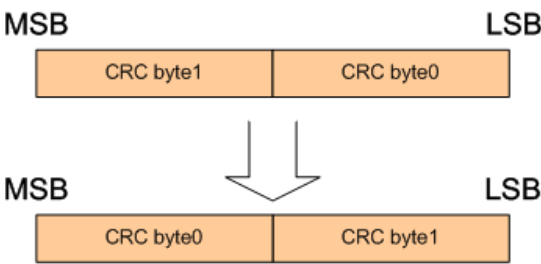 MSB LSB
CRC byte1 CRC byte0
MSB LSB
CRC byte0 CRC byte1